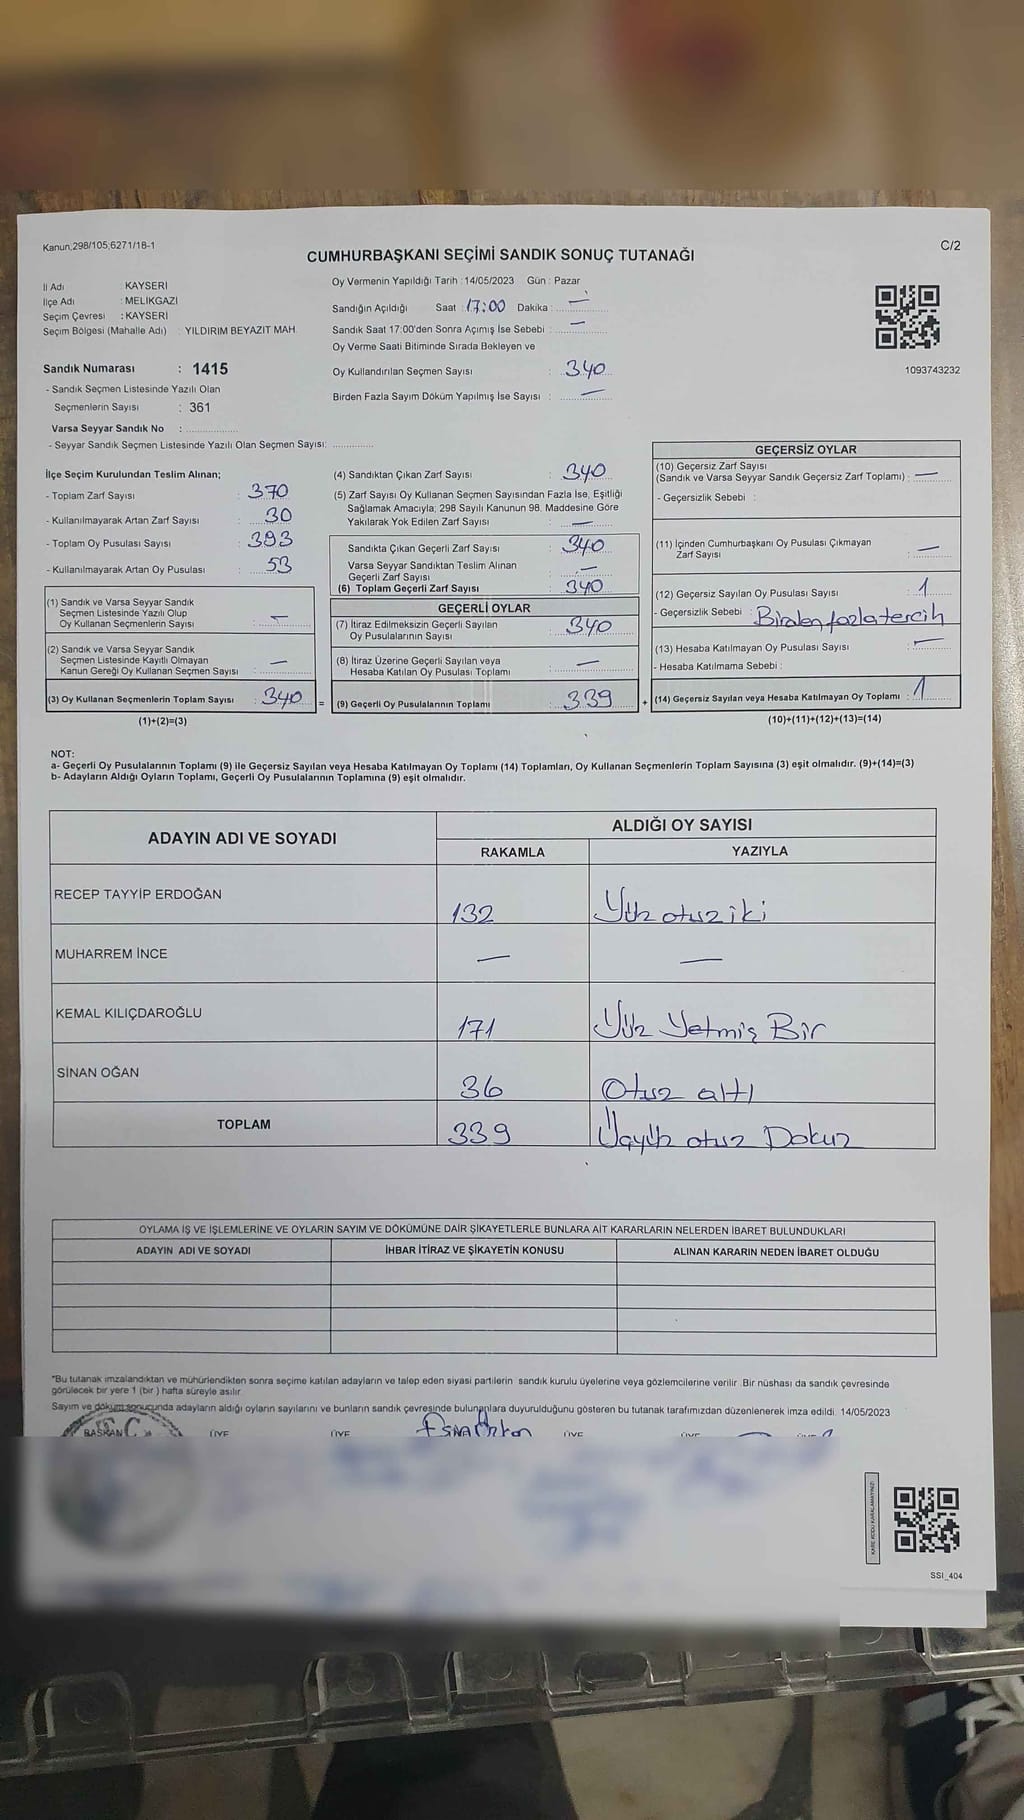 Kanun;298/105;6271/18-1
C/2
CUMHURBAŞKANI SEÇİMİ SANDIK SONUÇ TUTANAĞI
İl Adı : KAYSERİ
İlçe Adı : MELİKGAZİ
Seçim Çevresi : KAYSERİ
Seçim Bölgesi (Mahalle Adı) : YILDIRIM BEYAZIT MAH.
Oy Vermenin Yapıldığı Tarih : 14/05/2023 Gün : Pazar
Sandığın Açıldığı Saat : 17:00 Dakika : —
Sandık Saat 17:00'den Sonra Açımış İse Sebebi : —
Oy Verme Saati Bitiminde Sırada Bekleyen ve
Oy Kullandırılan Seçmen Sayısı : 340
Birden Fazla Sayım Döküm Yapılmış İse Sayısı : —
1093743232
Sandık Numarası : 1415
- Sandık Seçmen Listesinde Yazılı Olan
Seçmenlerin Sayısı : 361
Varsa Seyyar Sandık No :
- Seyyar Sandık Seçmen Listesinde Yazılı Olan Seçmen Sayısı:
İlçe Seçim Kurulundan Teslim Alınan;
- Toplam Zarf Sayısı : 370
- Kullanılmayarak Artan Zarf Sayısı : 30
- Toplam Oy Pusulası Sayısı : 393
- Kullanılmayarak Artan Oy Pusulası : 53
(1) Sandık ve Varsa Seyyar Sandık
Seçmen Listesinde Yazılı Olup
Oy Kullanan Seçmenlerin Sayısı : —
(2) Sandık ve Varsa Seyyar Sandık
Seçmen Listesinde Kayıtlı Olmayan
Kanun Gereği Oy Kullanan Seçmen Sayısı : —
(3) Oy Kullanan Seçmenlerin Toplam Sayısı : 340
(1)+(2)=(3)
(4) Sandıktan Çıkan Zarf Sayısı : 340
(5) Zarf Sayısı Oy Kullanan Seçmen Sayısından Fazla İse, Eşitliği
Sağlamak Amacıyla; 298 Sayılı Kanunun 98. Maddesine Göre
Yakılarak Yok Edilen Zarf Sayısı : —
Sandıkta Çıkan Geçerli Zarf Sayısı : 340
Varsa Seyyar Sandıktan Teslim Alınan
Geçerli Zarf Sayısı : —
(6) Toplam Geçerli Zarf Sayısı : 340
GEÇERLİ OYLAR
(7) İtiraz Edilmeksizin Geçerli Sayılan
Oy Pusulalarının Sayısı : 340
(8) İtiraz Üzerine Geçerli Sayılan veya
Hesaba Katılan Oy Pusulası Toplamı : —
= (9) Geçerli Oy Pusulalarının Toplamı : 339
GEÇERSİZ OYLAR
(10) Geçersiz Zarf Sayısı
(Sandık ve Varsa Seyyar Sandık Geçersiz Zarf Toplamı) : —
- Geçersizlik Sebebi :
(11) İçinden Cumhurbaşkanı Oy Pusulası Çıkmayan
Zarf Sayısı : —
(12) Geçersiz Sayılan Oy Pusulası Sayısı : 1
- Geçersizlik Sebebi : Birden fazla tercih
(13) Hesaba Katılmayan Oy Pusulası Sayısı : —
- Hesaba Katılmama Sebebi :
+ (14) Geçersiz Sayılan veya Hesaba Katılmayan Oy Toplamı : 1
(10)+(11)+(12)+(13)=(14)
NOT:
a- Geçerli Oy Pusulalarının Toplamı (9) ile Geçersiz Sayılan veya Hesaba Katılmayan Oy Toplamı (14) Toplamları, Oy Kullanan Seçmenlerin Toplam Sayısına (3) eşit olmalıdır. (9)+(14)=(3)
b- Adayların Aldığı Oyların Toplamı, Geçerli Oy Pusulalarının Toplamına (9) eşit olmalıdır.
ADAYIN ADI VE SOYADI ALDIĞI OY SAYISI
RAKAMLA YAZIYLA
RECEP TAYYİP ERDOĞAN 132 Yüz otuz iki
MUHARREM İNCE — —
KEMAL KILIÇDAROĞLU 171 Yüz Yetmiş Bir
SİNAN OĞAN 36 Otuz altı
TOPLAM 339 Üçyüz otuz Dokuz
OYLAMA İŞ VE İŞLEMLERİNE VE OYLARIN SAYIM VE DÖKÜMÜNE DAİR ŞİKAYETLERLE BUNLARA AİT KARARLARIN NELERDEN İBARET BULUNDUKLARI
ADAYIN ADI VE SOYADI İHBAR İTİRAZ VE ŞİKAYETİN KONUSU ALINAN KARARIN NEDEN İBARET OLDUĞU
*Bu tutanak imzalandıktan ve mühürlendikten sonra seçime katılan adayların ve talep eden siyasi partilerin sandık kurulu üyelerine veya gözlemcilerine verilir. Bir nüshası da sandık çevresinde
görülecek bir yere 1 (bir ) hafta süreyle asılır.
Sayım ve döküm sonucunda adayların aldığı oyların sayılarını ve bunların sandık çevresinde bulunanlara duyurulduğunu gösteren bu tutanak tarafımızdan düzenlenerek imza edildi. 14/05/2023
T.C.
BAŞKAN ÜYE ÜYE ÜYE ÜYE
KARE KODU KARALAMAYINIZ!
SSİ_404